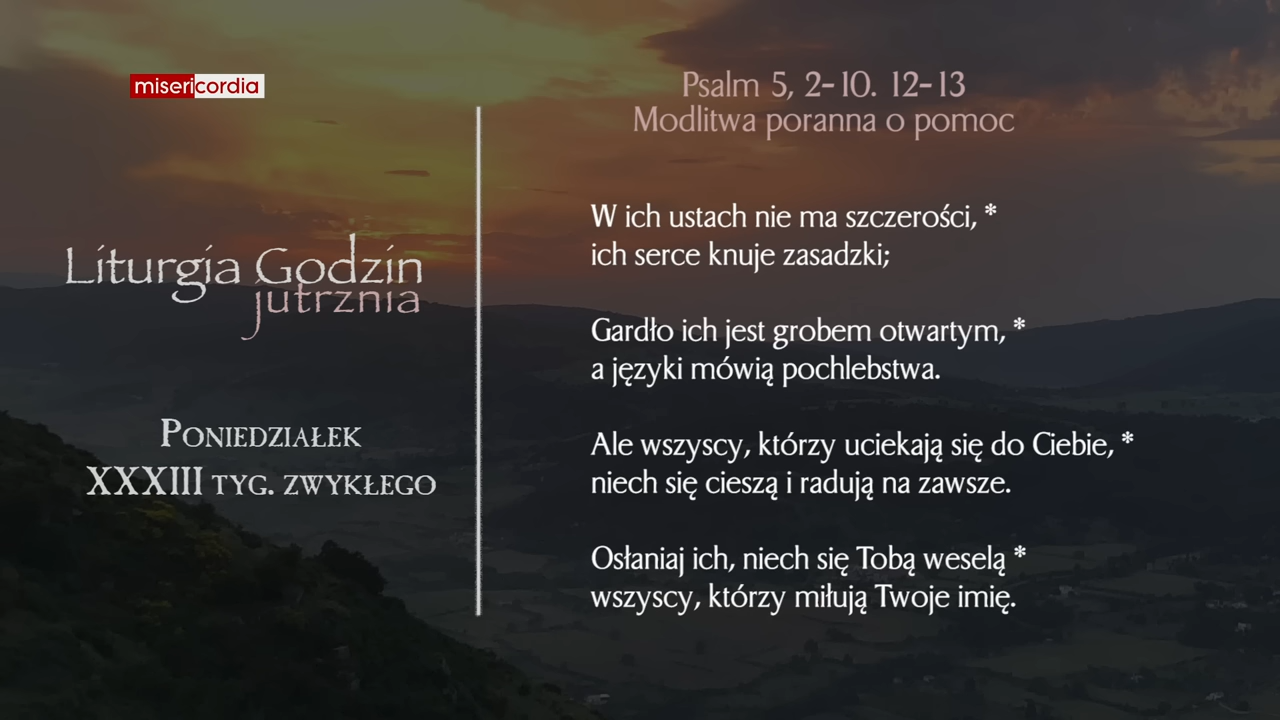 misericordia
Liturgia Godzin
jutrznia
Poniedziałek
XXXIII tyg. zwykłego
Psalm 5, 2-10. 12-13
Modlitwa poranna o pomoc
W ich ustach nie ma szczerości, *
ich serce knuje zasadzki;
Gardło ich jest grobem otwartym, *
a języki mówią pochlebstwa.
Ale wszyscy, którzy uciekają się do Ciebie, *
niech się cieszą i radują na zawsze.
Osłaniaj ich, niech się Tobą weselą *
wszyscy, którzy miłują Twoje imię.